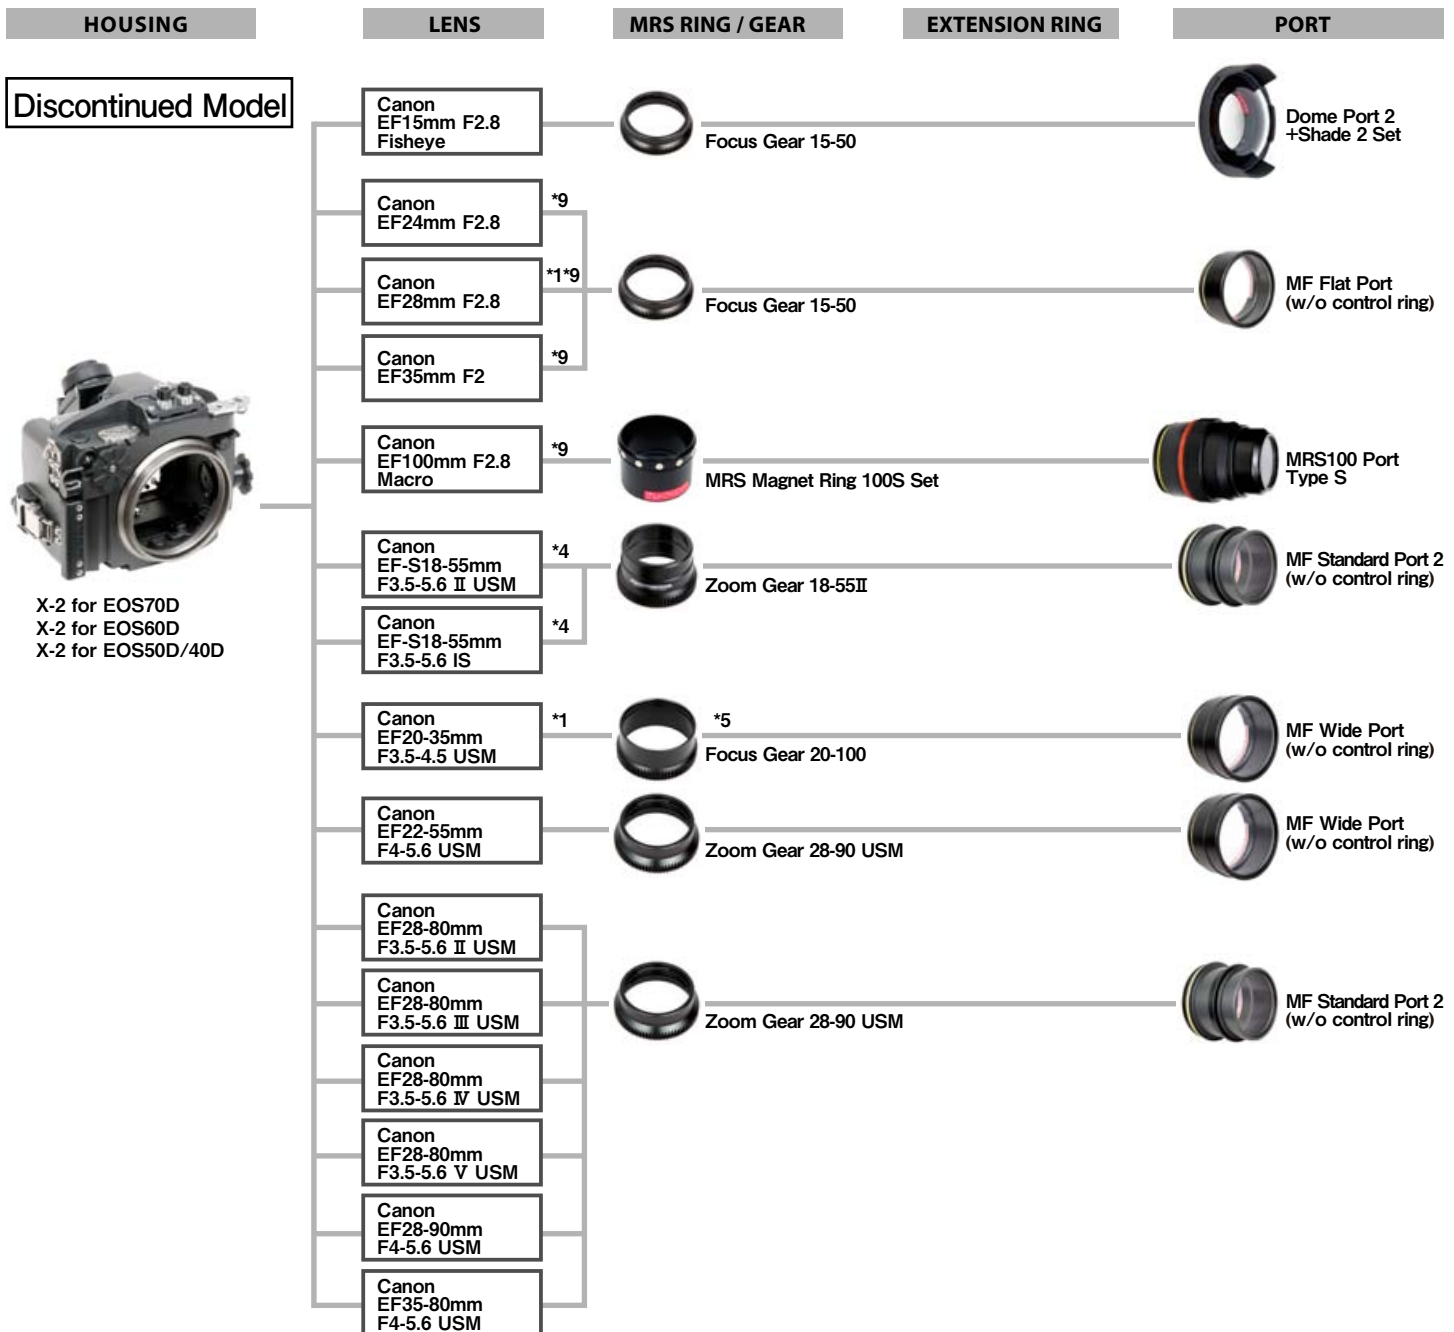 HOUSING
LENS
MRS RING / GEAR
EXTENSION RING
PORT
Discontinued Model
Canon
EF15mm F2.8
Fisheye
Focus Gear 15-50
Dome Port 2
+Shade 2 Set
Canon
EF24mm F2.8
*9
Canon
EF28mm F2.8
*1*9
Focus Gear 15-50
MF Flat Port
(w/o control ring)
Canon
EF35mm F2
*9
Canon
EF100mm F2.8
Macro
*9
MRS Magnet Ring 100S Set
MRS100 Port
Type S
Canon
EF-S18-55mm
F3.5-5.6 Ⅱ USM
*4
Zoom Gear 18-55Ⅱ
MF Standard Port 2
(w/o control ring)
X-2 for EOS70D
X-2 for EOS60D
X-2 for EOS50D/40D
Canon
EF-S18-55mm
F3.5-5.6 IS
*4
Canon
EF20-35mm
F3.5-4.5 USM
*1
*5
Focus Gear 20-100
MF Wide Port
(w/o control ring)
Canon
EF22-55mm
F4-5.6 USM
Zoom Gear 28-90 USM
MF Wide Port
(w/o control ring)
Canon
EF28-80mm
F3.5-5.6 Ⅱ USM
Canon
EF28-80mm
F3.5-5.6 Ⅲ USM
Zoom Gear 28-90 USM
MF Standard Port 2
(w/o control ring)
Canon
EF28-80mm
F3.5-5.6 Ⅳ USM
Canon
EF28-80mm
F3.5-5.6 Ⅴ USM
Canon
EF28-90mm
F4-5.6 USM
Canon
EF35-80mm
F4-5.6 USM